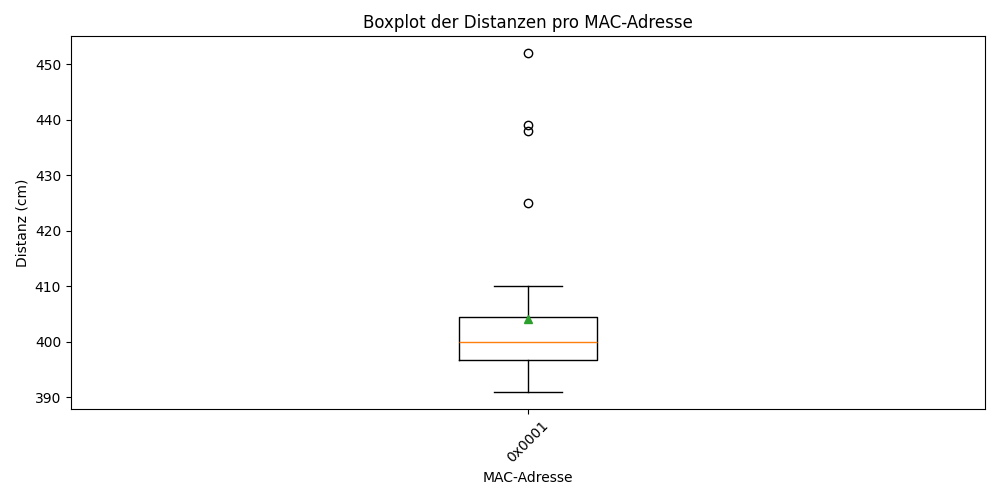 Boxplot der Distanzen pro MAC-Adresse
450
440
430
420
410
400
390
Distanz (cm)
0x0001
MAC-Adresse